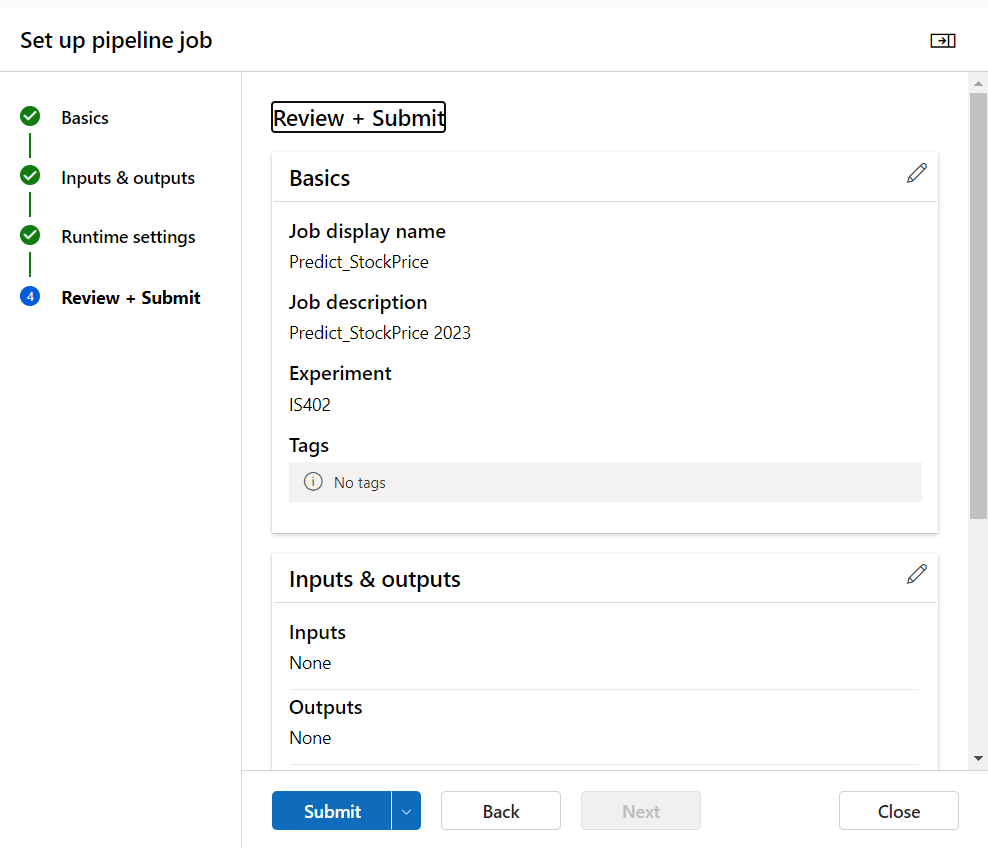 Set up pipeline job
Basics
Inputs & outputs
Runtime settings
4 Review + Submit
Review + Submit
Basics
Job display name
Predict_StockPrice
Job description
Predict_StockPrice 2023
Experiment
IS402
Tags
No tags
Inputs & outputs
Inputs
None
Outputs
None
Submit Back Next Close